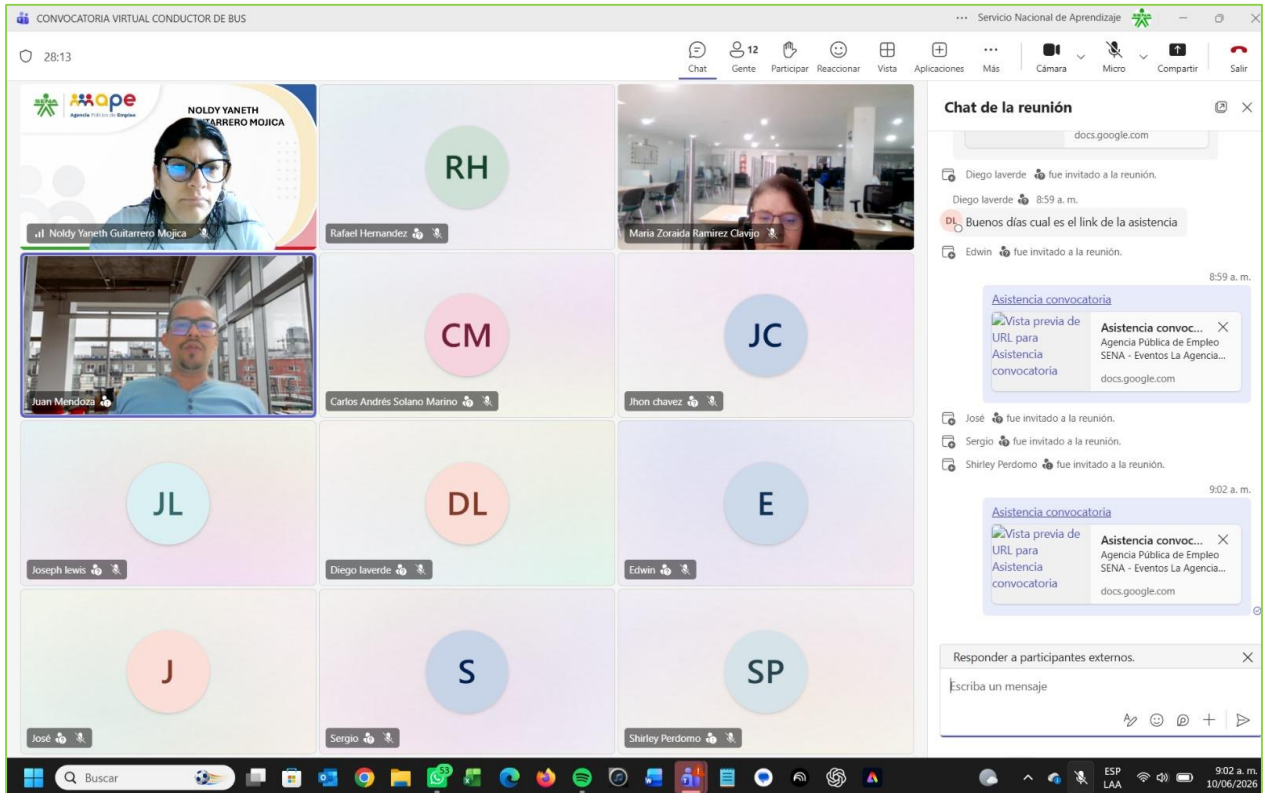 CONVOCATORIA VIRTUAL CONDUCTOR DE BUS
Servicio Nacional de Aprendizaje
28:13
Chat
12
Gente
Participar
Reaccionar
Vista
Aplicaciones
Más
Cámara
Micro
Compartir
Salir
SENA
ape
Agencia Pública de Empleo
NOLDY YANETH
GUITARRERO MOJICA
Noldy Yaneth Guitarrero Mojica
RH
Rafael Hernandez
Maria Zoraida Ramirez Clavijo
Juan Mendoza
CM
Carlos Andrés Solano Marino
JC
Jhon chavez
JL
Joseph lewis
DL
Diego laverde
E
Edwin
J
José
S
Sergio
SP
Shirley Perdomo
Chat de la reunión
docs.google.com
Diego laverde fue invitado a la reunión.
Diego laverde 8:59 a. m.
DL
Buenos días cual es el link de la asistencia
Edwin fue invitado a la reunión.
8:59 a. m.
Asistencia convocatoria
Vista previa de
URL para
Asistencia
convocatoria
Asistencia convoc...
Agencia Pública de Empleo
SENA - Eventos La Agencia...
docs.google.com
José fue invitado a la reunión.
Sergio fue invitado a la reunión.
Shirley Perdomo fue invitado a la reunión.
9:02 a. m.
Asistencia convocatoria
Vista previa de
URL para
Asistencia
convocatoria
Asistencia convoc...
Agencia Pública de Empleo
SENA - Eventos La Agencia...
docs.google.com
Responder a participantes externos.
Escriba un mensaje
Buscar
53
ESP
LAA
9:02 a. m.
10/06/2026